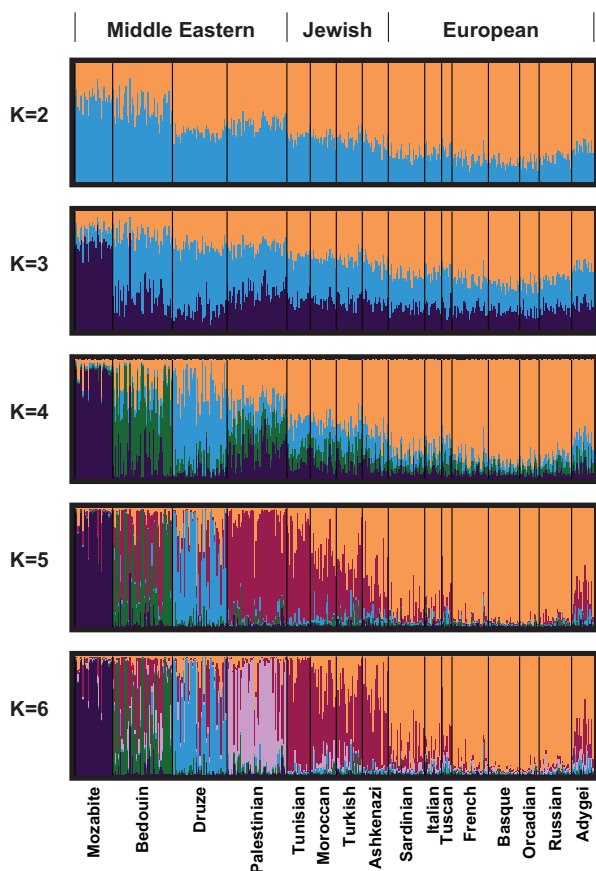 Middle Eastern
Jewish
European
K=2
K=3
K=4
K=5
K=6
Mozabite
Bedouin
Druze
Palestinian
Tunisian
Moroccan
Turkish
Ashkenazi
Sardinian
Italian
Tuscan
French
Basque
Orcadian
Russian
Adygei